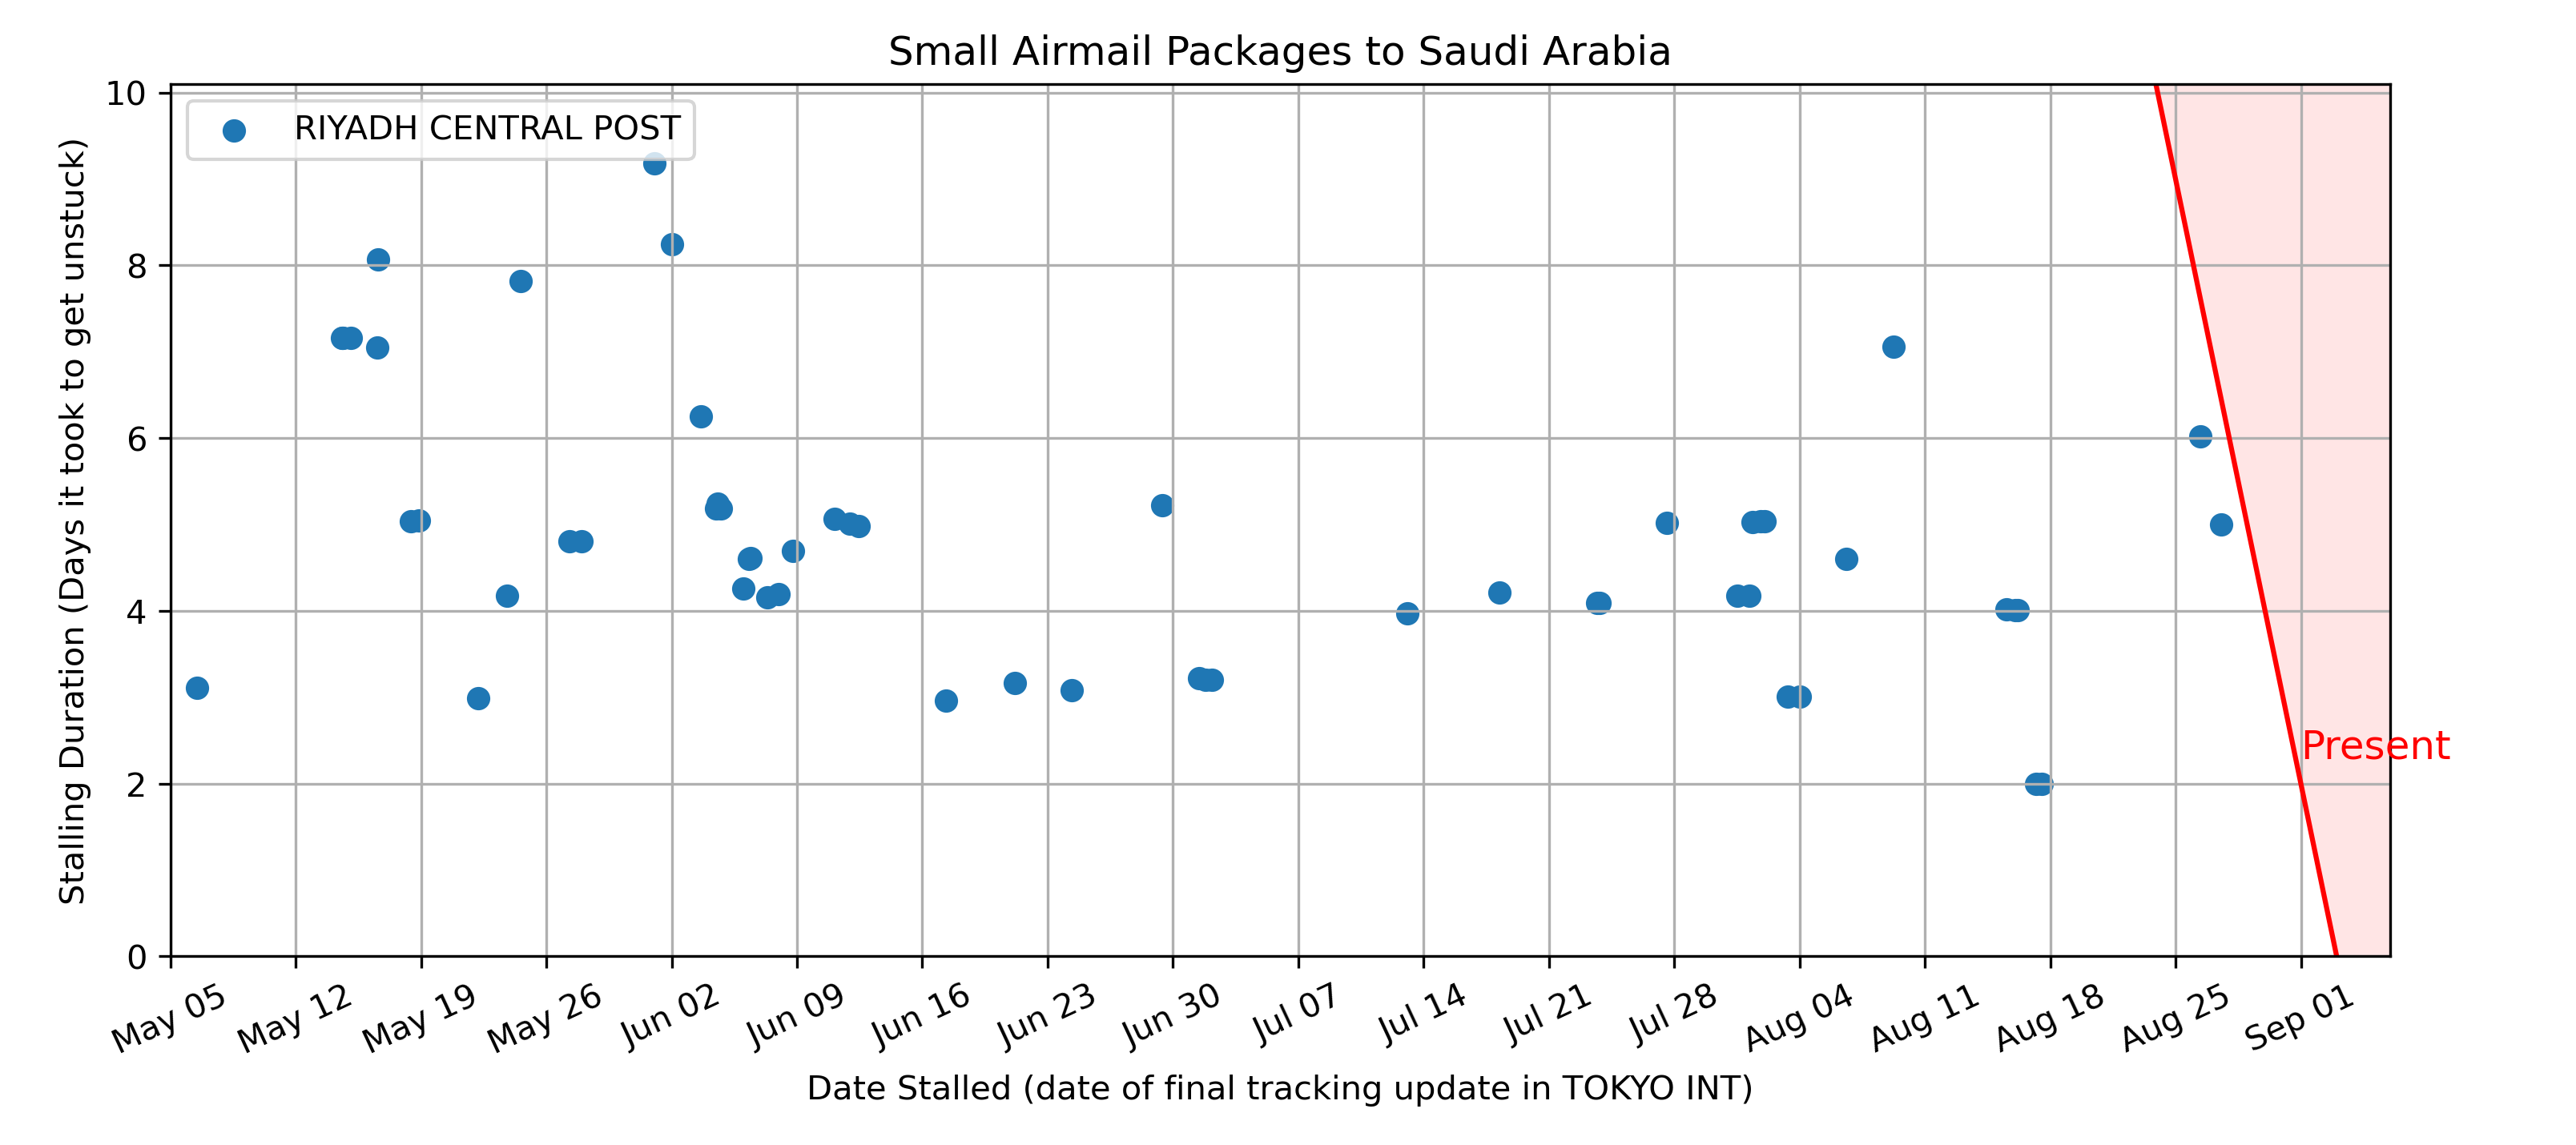 Small Airmail Packages to Saudi Arabia
RIYADH CENTRAL POST
Stalling Duration (Days it took to get unstuck)
10
8
6
4
2
0
Present
May 05 May 12 May 19 May 26 Jun 02 Jun 09 Jun 16 Jun 23 Jun 30 Jul 07 Jul 14 Jul 21 Jul 28 Aug 04 Aug 11 Aug 18 Aug 25 Sep 01
Date Stalled (date of final tracking update in TOKYO INT)